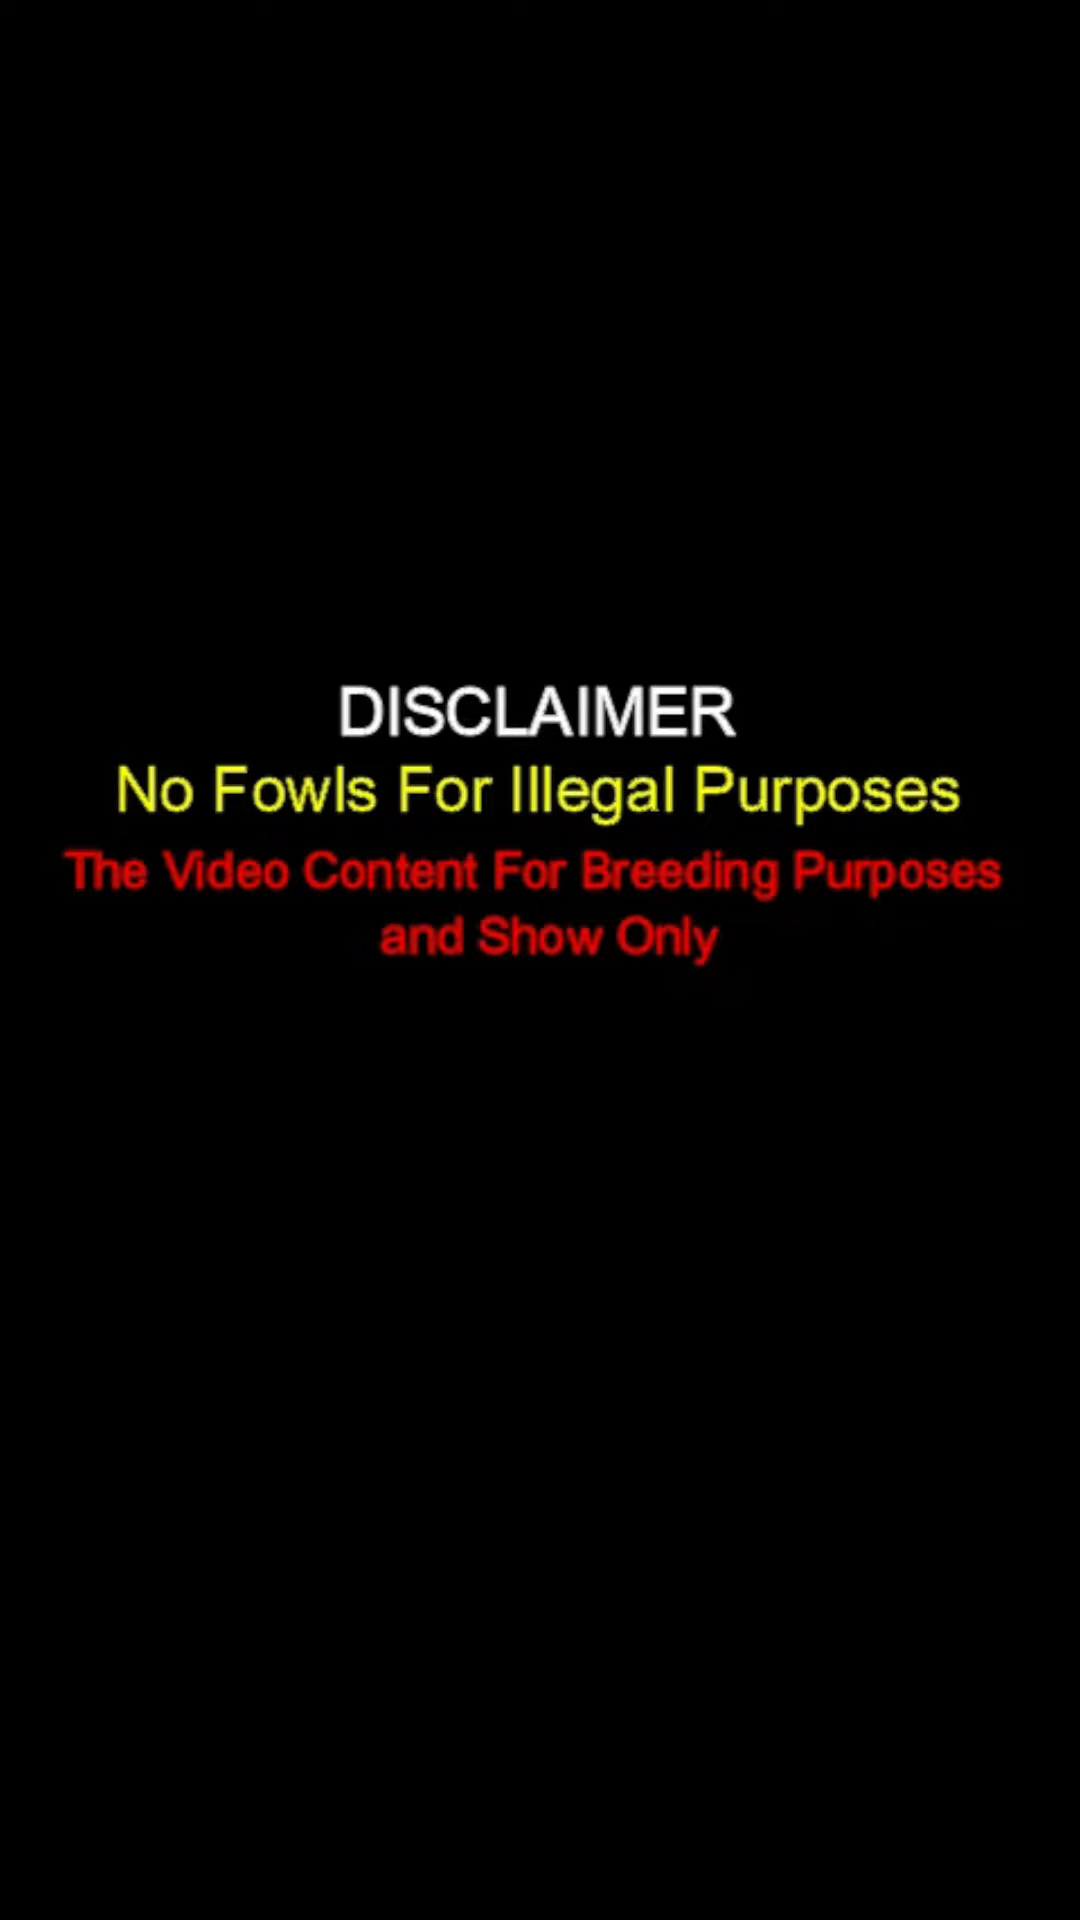 DISCLAIMER
No Fowls For Illegal Purposes
The Video Content For Breeding Purposes
and Show Only